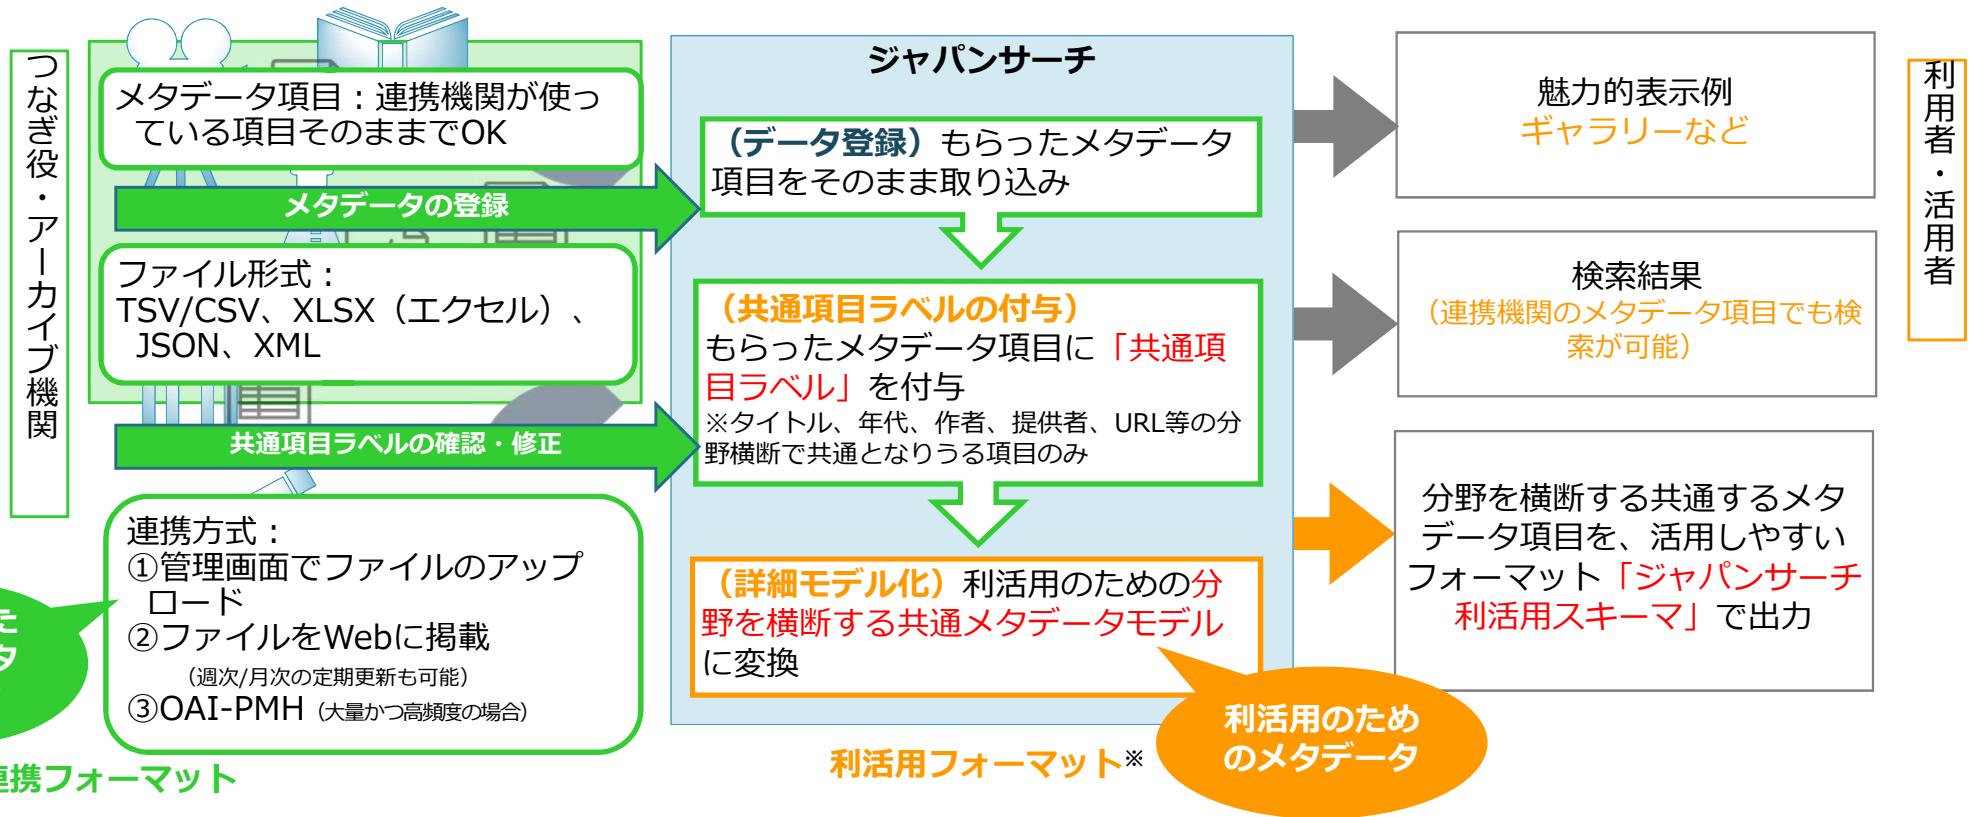 つなぎ役・アーカイブ機関
メタデータ項目：連携機関が使っ
ている項目そのままでOK
メタデータの登録
ファイル形式：
TSV/CSV、XLSX（エクセル）、
JSON、XML
共通項目ラベルの確認・修正
連携方式：
①管理画面でファイルのアップ
ロード
②ファイルをWebに掲載
（週次/月次の定期更新も可能）
③OAI-PMH（大量かつ高頻度の場合）
た
タ
携フォーマット
ジャパンサーチ
（データ登録）もらったメタデータ
項目をそのまま取り込み
（共通項目ラベルの付与）
もらったメタデータ項目に「共通項
目ラベル」を付与
※タイトル、年代、作者、提供者、URL等の分
野横断で共通となりうる項目のみ
（詳細モデル化）利活用のための分
野を横断する共通メタデータモデル
に変換
利活用のため
のメタデータ
利活用フォーマット※
魅力的表示例
ギャラリーなど
検索結果
（連携機関のメタデータ項目でも検
索が可能）
分野を横断する共通するメタ
データ項目を、活用しやすい
フォーマット「ジャパンサーチ
利活用スキーマ」で出力
利用者・活用者